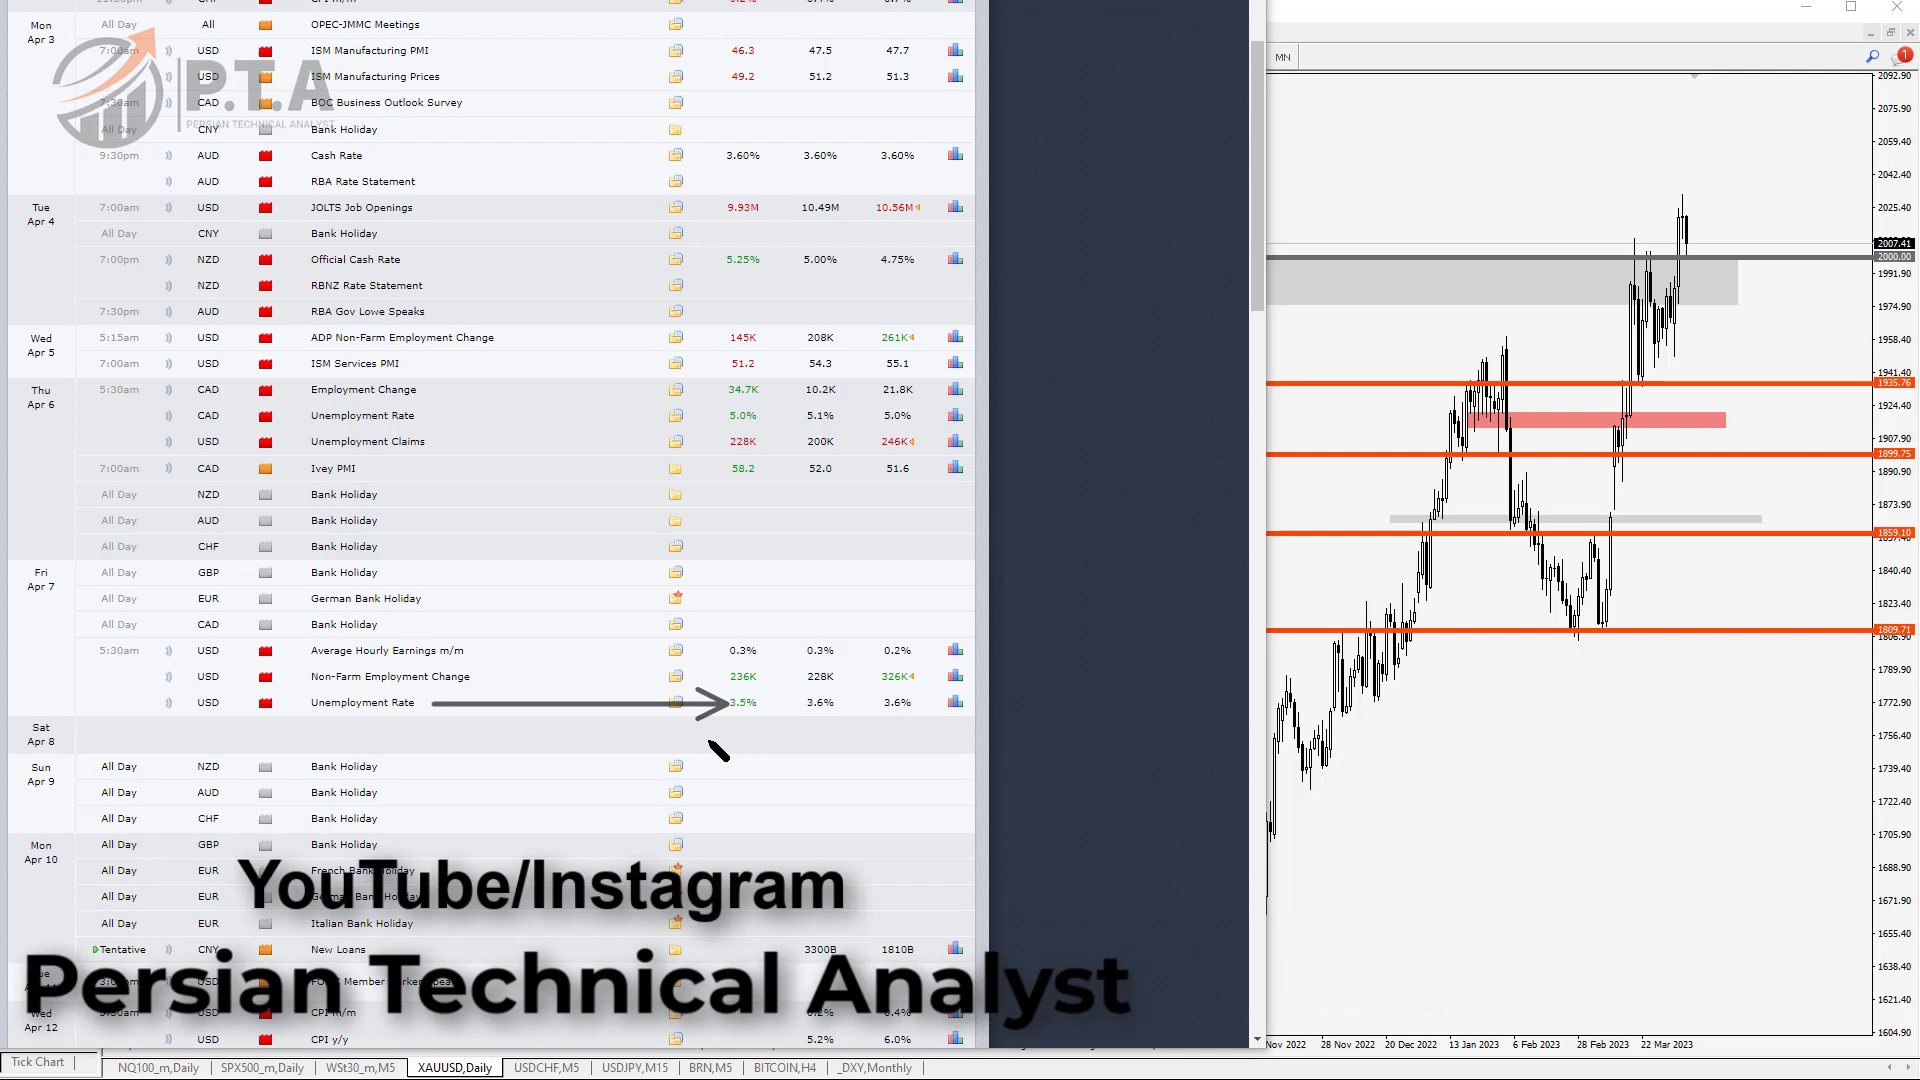 Mon
Apr 3
All Day All OPEC-JMMC Meetings
7:00am USD ISM Manufacturing PMI 46.3 47.5 47.7
USD ISM Manufacturing Prices 49.2 51.2 51.3
7:30am CAD BOC Business Outlook Survey
All Day CNY Bank Holiday
9:30pm AUD Cash Rate 3.60% 3.60% 3.60%
AUD RBA Rate Statement
P.T.A
PERSIAN TECHNICAL ANALYST
Tue
Apr 4
7:00am USD JOLTS Job Openings 9.93M 10.49M 10.56M
All Day CNY Bank Holiday
7:00pm NZD Official Cash Rate 5.25% 5.00% 4.75%
NZD RBNZ Rate Statement
7:30pm AUD RBA Gov Lowe Speaks
Wed
Apr 5
5:15am USD ADP Non-Farm Employment Change 145K 208K 261K
7:00am USD ISM Services PMI 51.2 54.3 55.1
Thu
Apr 6
5:30am CAD Employment Change 34.7K 10.2K 21.8K
CAD Unemployment Rate 5.0% 5.1% 5.0%
USD Unemployment Claims 228K 200K 246K
7:00am CAD Ivey PMI 58.2 52.0 51.6
All Day NZD Bank Holiday
All Day AUD Bank Holiday
All Day CHF Bank Holiday
Fri
Apr 7
All Day GBP Bank Holiday
All Day EUR German Bank Holiday
All Day CAD Bank Holiday
5:30am USD Average Hourly Earnings m/m 0.3% 0.3% 0.2%
USD Non-Farm Employment Change 236K 228K 326K
USD Unemployment Rate 3.5% 3.6% 3.6%
Sat
Apr 8
Sun
Apr 9
All Day NZD Bank Holiday
All Day AUD Bank Holiday
All Day CHF Bank Holiday
Mon
Apr 10
All Day GBP Bank Holiday
All Day EUR French Bank Holiday
All Day EUR German Bank Holiday
All Day EUR Italian Bank Holiday
Tentative CNY New Loans 3300B 1810B
USD Member
Wed
Apr 12
USD CPI m/m
USD CPI y/y 5.2% 6.0%
YouTube/Instagram
Persian Technical Analyst
MN
1
2092.90
2075.90
2059.40
2042.40
2025.40
2007.41
2000.00
1991.90
1974.90
1958.40
1941.40
1935.76
1924.40
1907.90
1899.75
1890.90
1873.90
1859.10
1840.40
1823.40
1809.71
1789.90
1772.90
1756.40
1739.40
1722.40
1705.90
1688.90
1671.90
1655.40
1638.40
1621.40
1604.90
Nov 2022 28 Nov 2022 20 Dec 2022 13 Jan 2023 6 Feb 2023 28 Feb 2023 22 Mar 2023
Tick Chart
NQ100_m,Daily SPX500_m,Daily WSt30_m,M5 XAUUSD,Daily USDCHF,M5 USDJPY,M15 BRN,M5 BITCOIN,H4 _DXY,Monthly